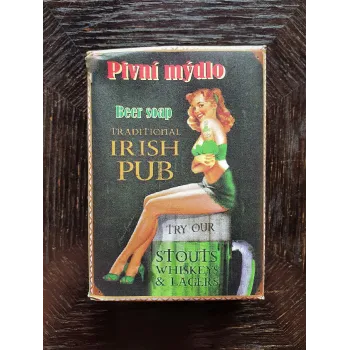 Pivní mýdlo
Beer soap
TRADITIONAL
IRISH
PUB
TRY OUR
STOUTS
WHISKEYS
& LAGERS